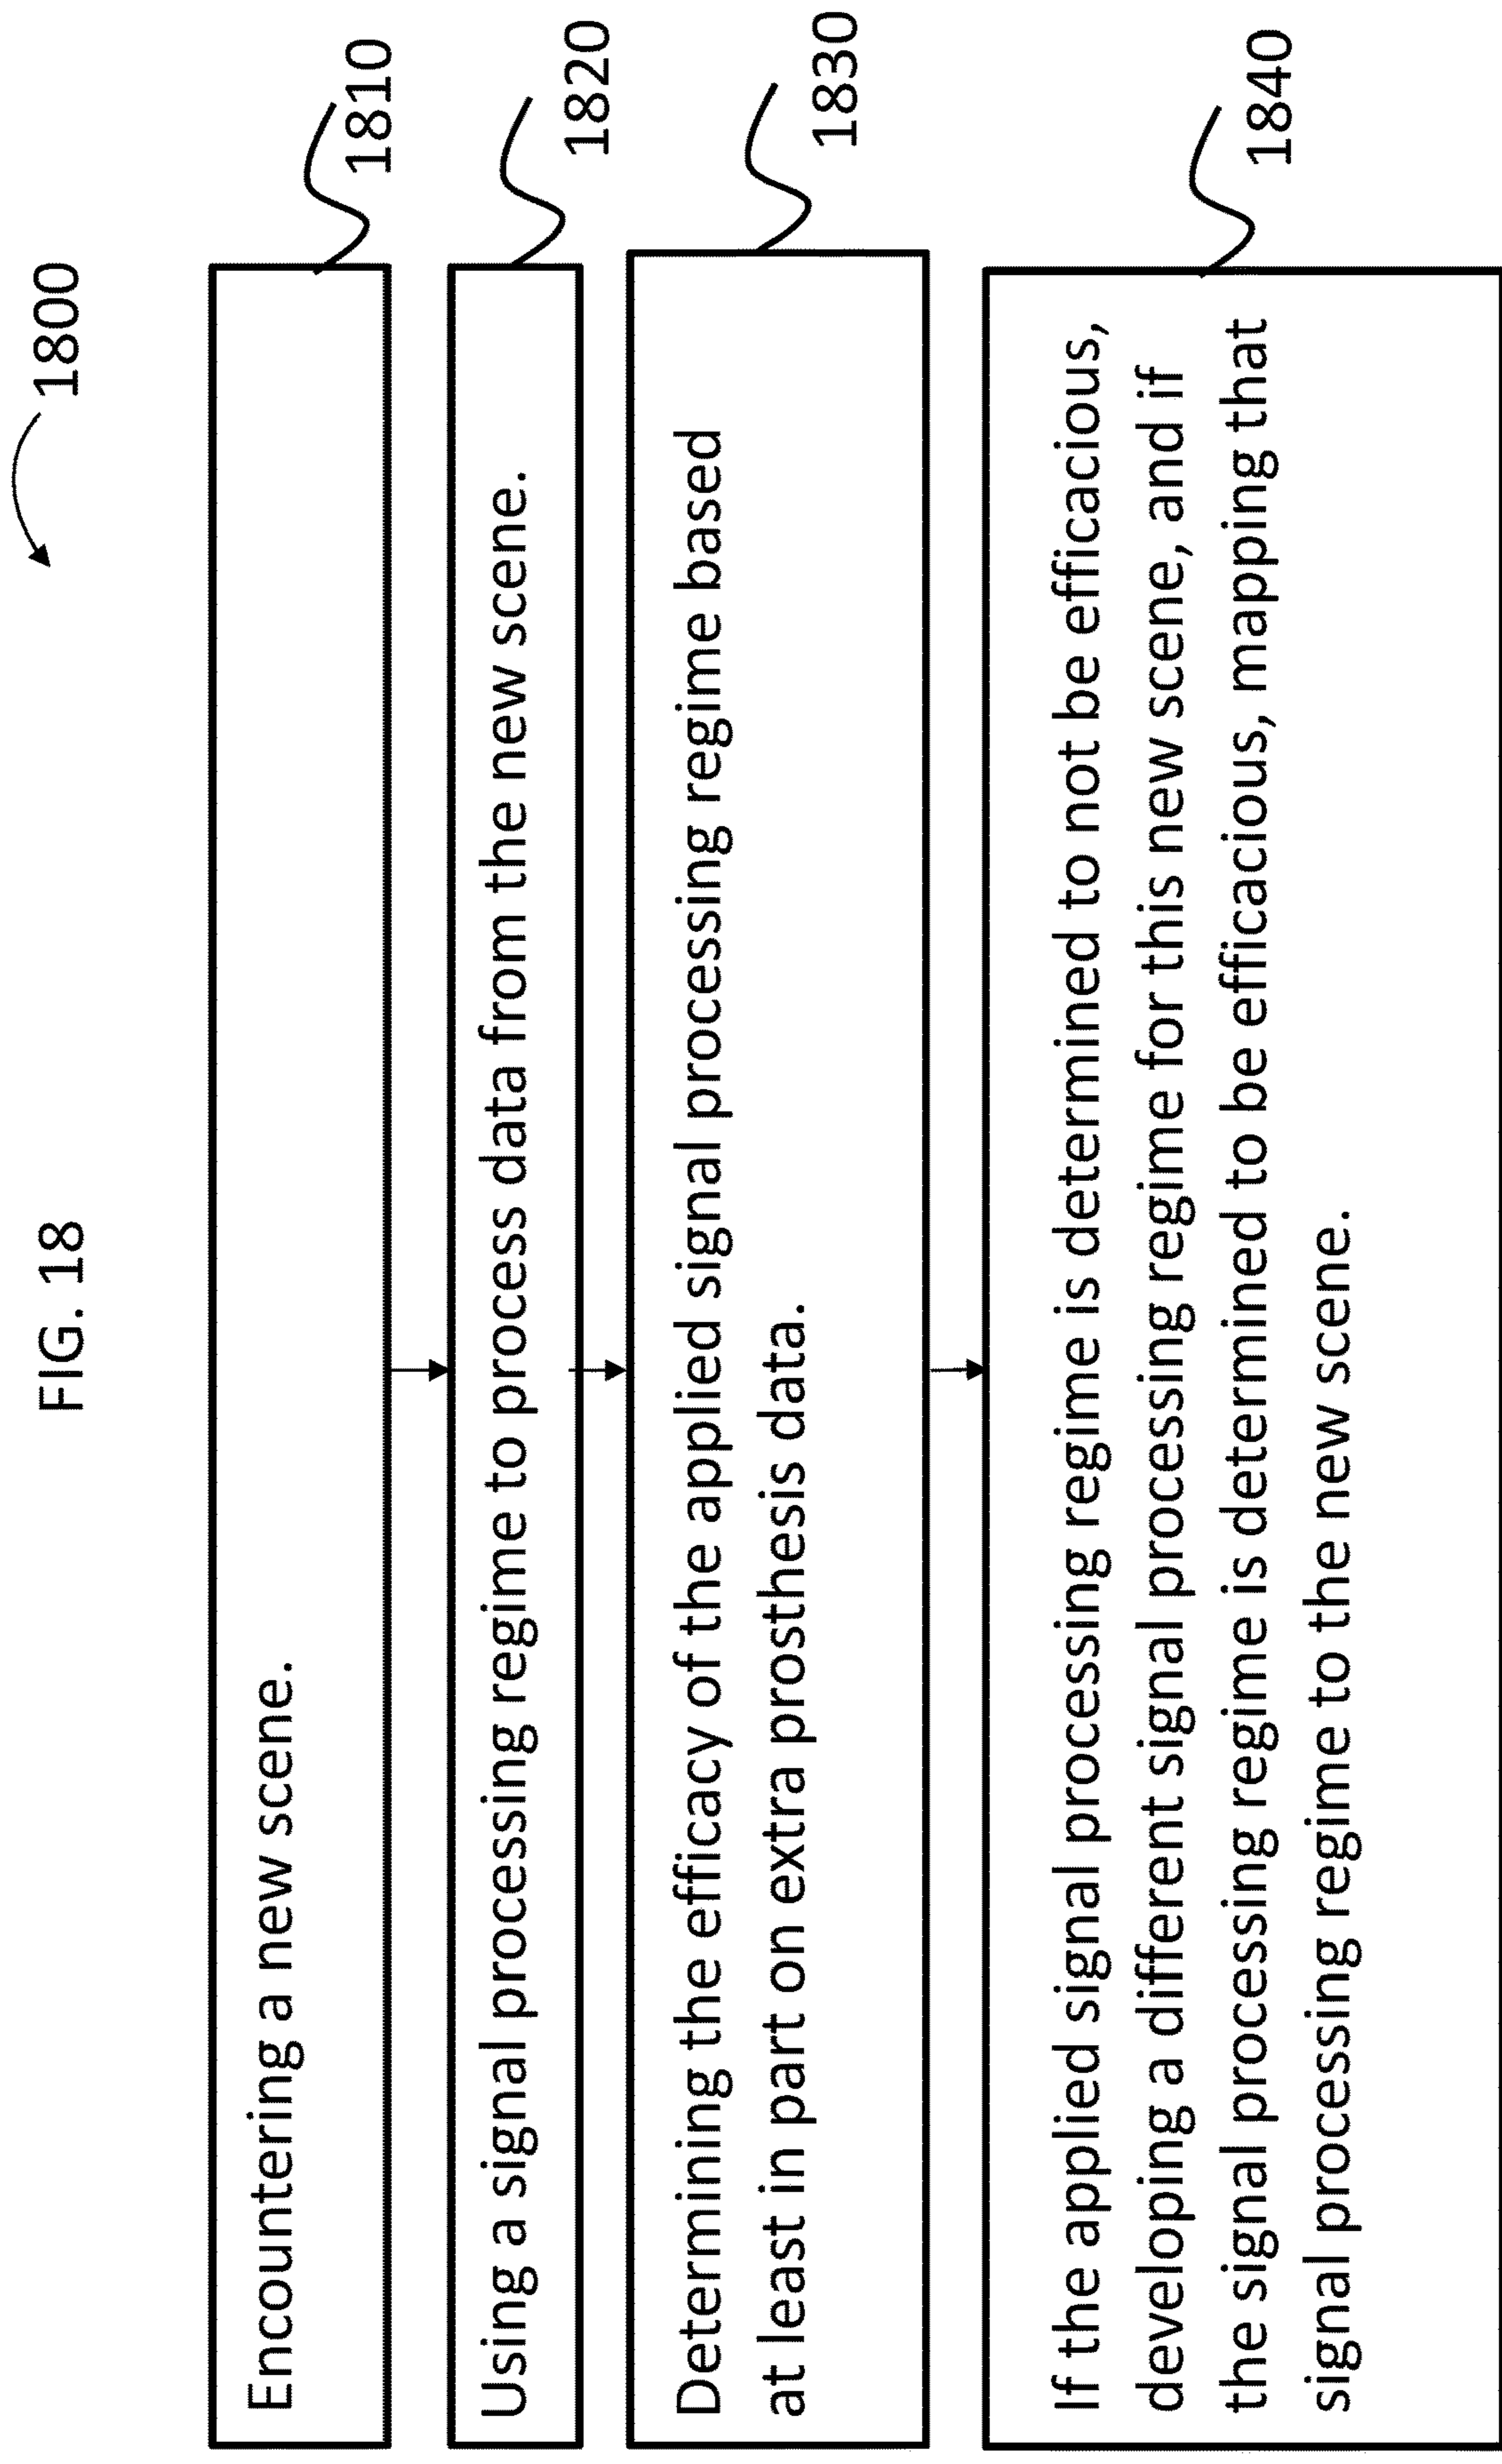 FIG. 18
1800
Encountering a new scene.
1810
Using a signal processing regime to process data from the new scene.
1820
Determining the efficacy of the applied signal processing regime based
at least in part on extra prosthesis data.
1830
If the applied signal processing regime is determined to not be efficacious,
developing a different signal processing regime for this new scene, and if
the signal processing regime is determined to be efficacious, mapping that
signal processing regime to the new scene.
1840